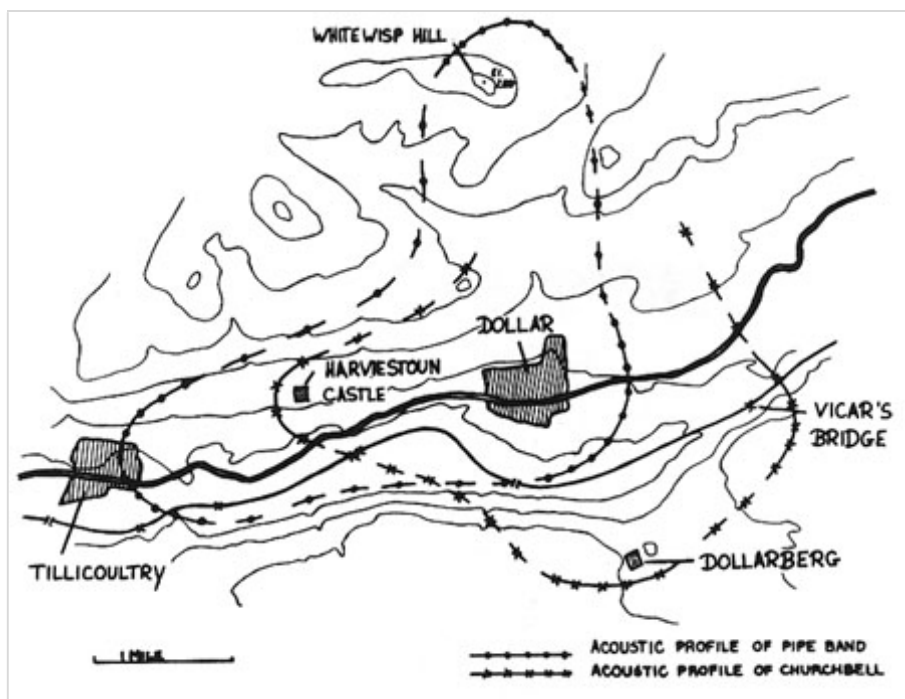 WHITEWISP HILL
DOLLAR
HARVIESTOUN
CASTLE
VICAR'S
BRIDGE
TILLICOULTRY
DOLLARBERG
1 MILE
ACOUSTIC PROFILE OF PIPE BAND
ACOUSTIC PROFILE OF CHURCHBELL